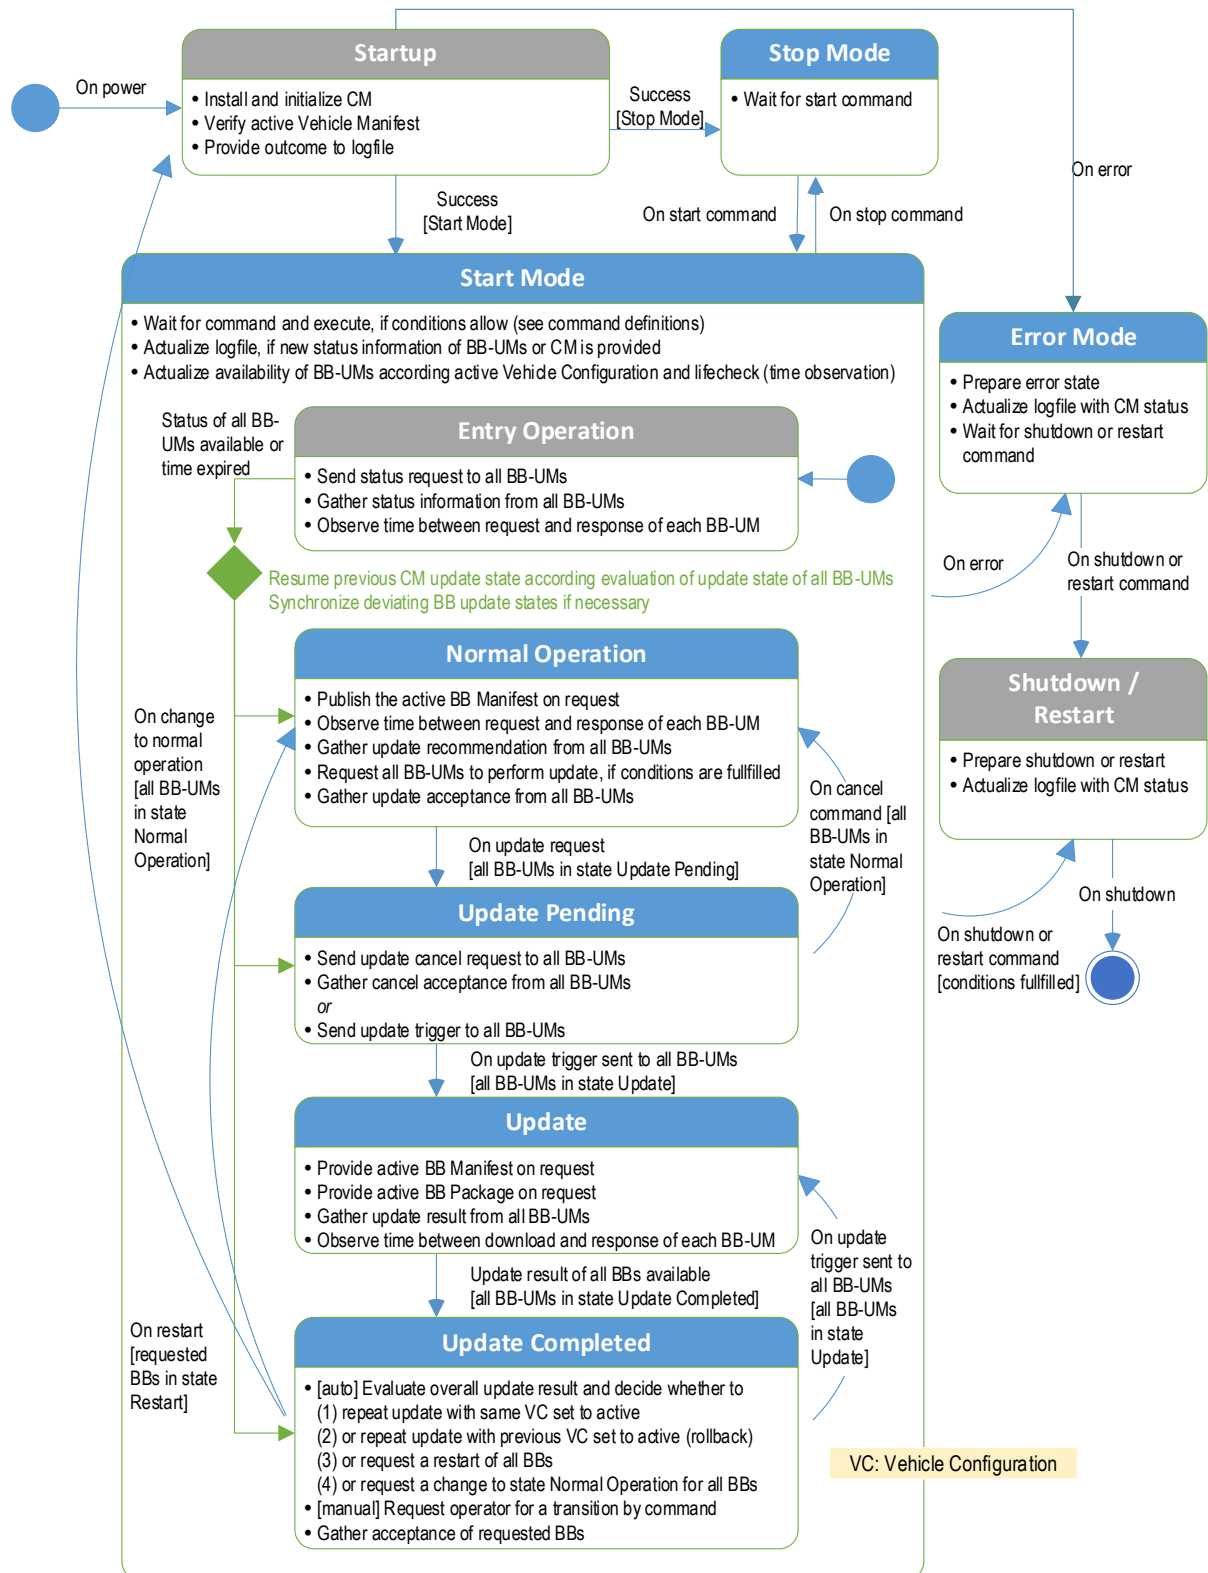 Startup
• Install and initialize CM
• Verify active Vehicle Manifest
• Provide outcome to logfile
On power
Success
[Stop Mode]
Stop Mode
• Wait for start command
On error
Success
[Start Mode]
On start command
On stop command
Start Mode
• Wait for command and execute, if conditions allow (see command definitions)
• Actualize logfile, if new status information of BB-UMs or CM is provided
• Actualize availability of BB-UMs according active Vehicle Configuration and lifecheck (time observation)
Error Mode
• Prepare error state
• Actualize logfile with CM status
• Wait for shutdown or restart
command
Status of all BB-
UMs available or
time expired
Entry Operation
• Send status request to all BB-UMs
• Gather status information from all BB-UMs
• Observe time between request and response of each BB-UM
On error
On shutdown or
restart command
Resume previous CM update state according evaluation of update state of all BB-UMs
Synchronize deviating BB update states if necessary
Normal Operation
• Publish the active BB Manifest on request
• Observe time between request and response of each BB-UM
• Gather update recommendation from all BB-UMs
• Request all BB-UMs to perform update, if conditions are fullfilled
• Gather update acceptance from all BB-UMs
Shutdown /
Restart
• Prepare shutdown or restart
• Actualize logfile with CM status
On change
to normal
operation
[all BB-UMs
in state
Normal
Operation]
On cancel
command [all
BB-UMs in
state Normal
Operation]
On update request
[all BB-UMs in state Update Pending]
On shutdown
On shutdown or
restart command
[conditions fullfilled]
Update Pending
• Send update cancel request to all BB-UMs
• Gather cancel acceptance from all BB-UMs
or
• Send update trigger to all BB-UMs
On update trigger sent to all BB-UMs
[all BB-UMs in state Update]
Update
• Provide active BB Manifest on request
• Provide active BB Package on request
• Gather update result from all BB-UMs
• Observe time between download and response of each BB-UM
On update
trigger sent to
all BB-UMs
[all BB-UMs
in state
Update]
Update result of all BBs available
[all BB-UMs in state Update Completed]
On restart
[requested
BBs in state
Restart]
Update Completed
• [auto] Evaluate overall update result and decide whether to
(1) repeat update with same VC set to active
(2) or repeat update with previous VC set to active (rollback)
(3) or request a restart of all BBs
(4) or request a change to state Normal Operation for all BBs
• [manual] Request operator for a transition by command
• Gather acceptance of requested BBs
VC: Vehicle Configuration